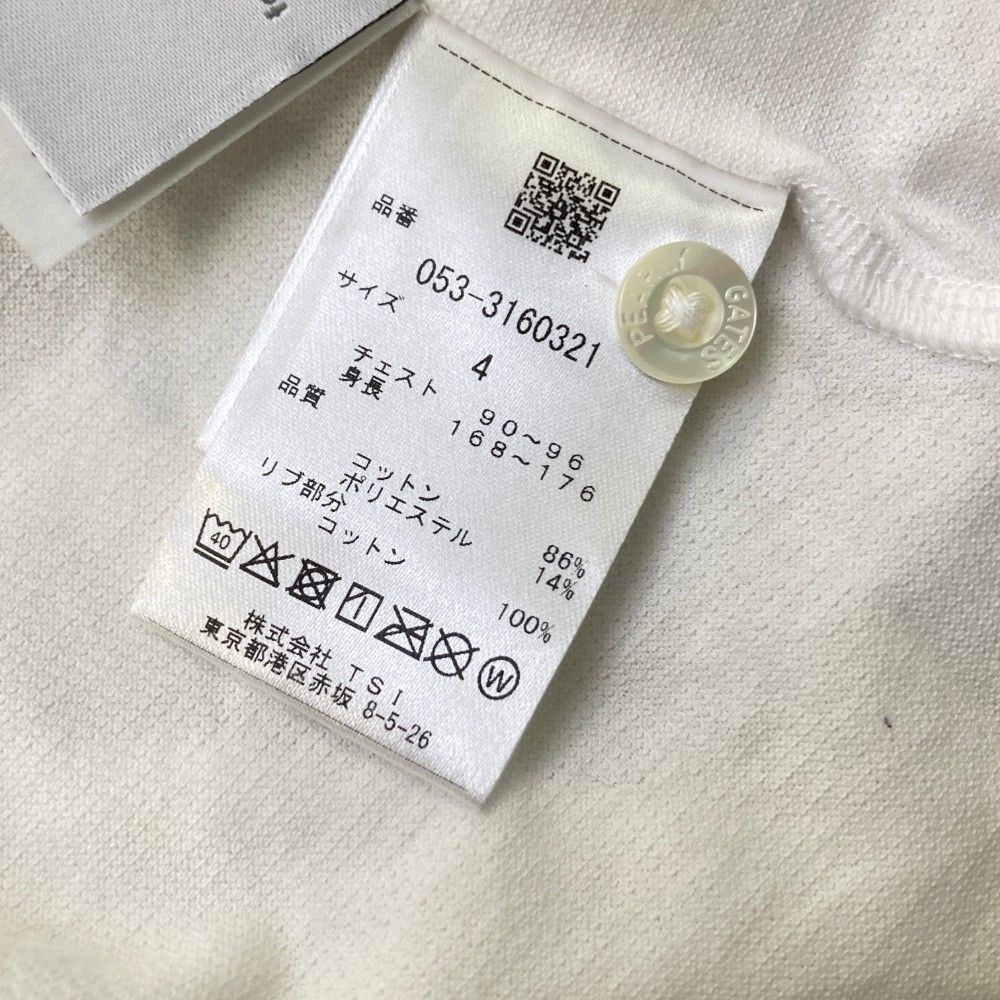 品番
053-3160321
サイズ
4
チェスト 90～96
身長 168～176
品質
コットン 86%
ポリエステル 14%
リブ部分
コットン 100%
40
W
株式会社 TSI
東京都港区赤坂 8-5-26
GATES